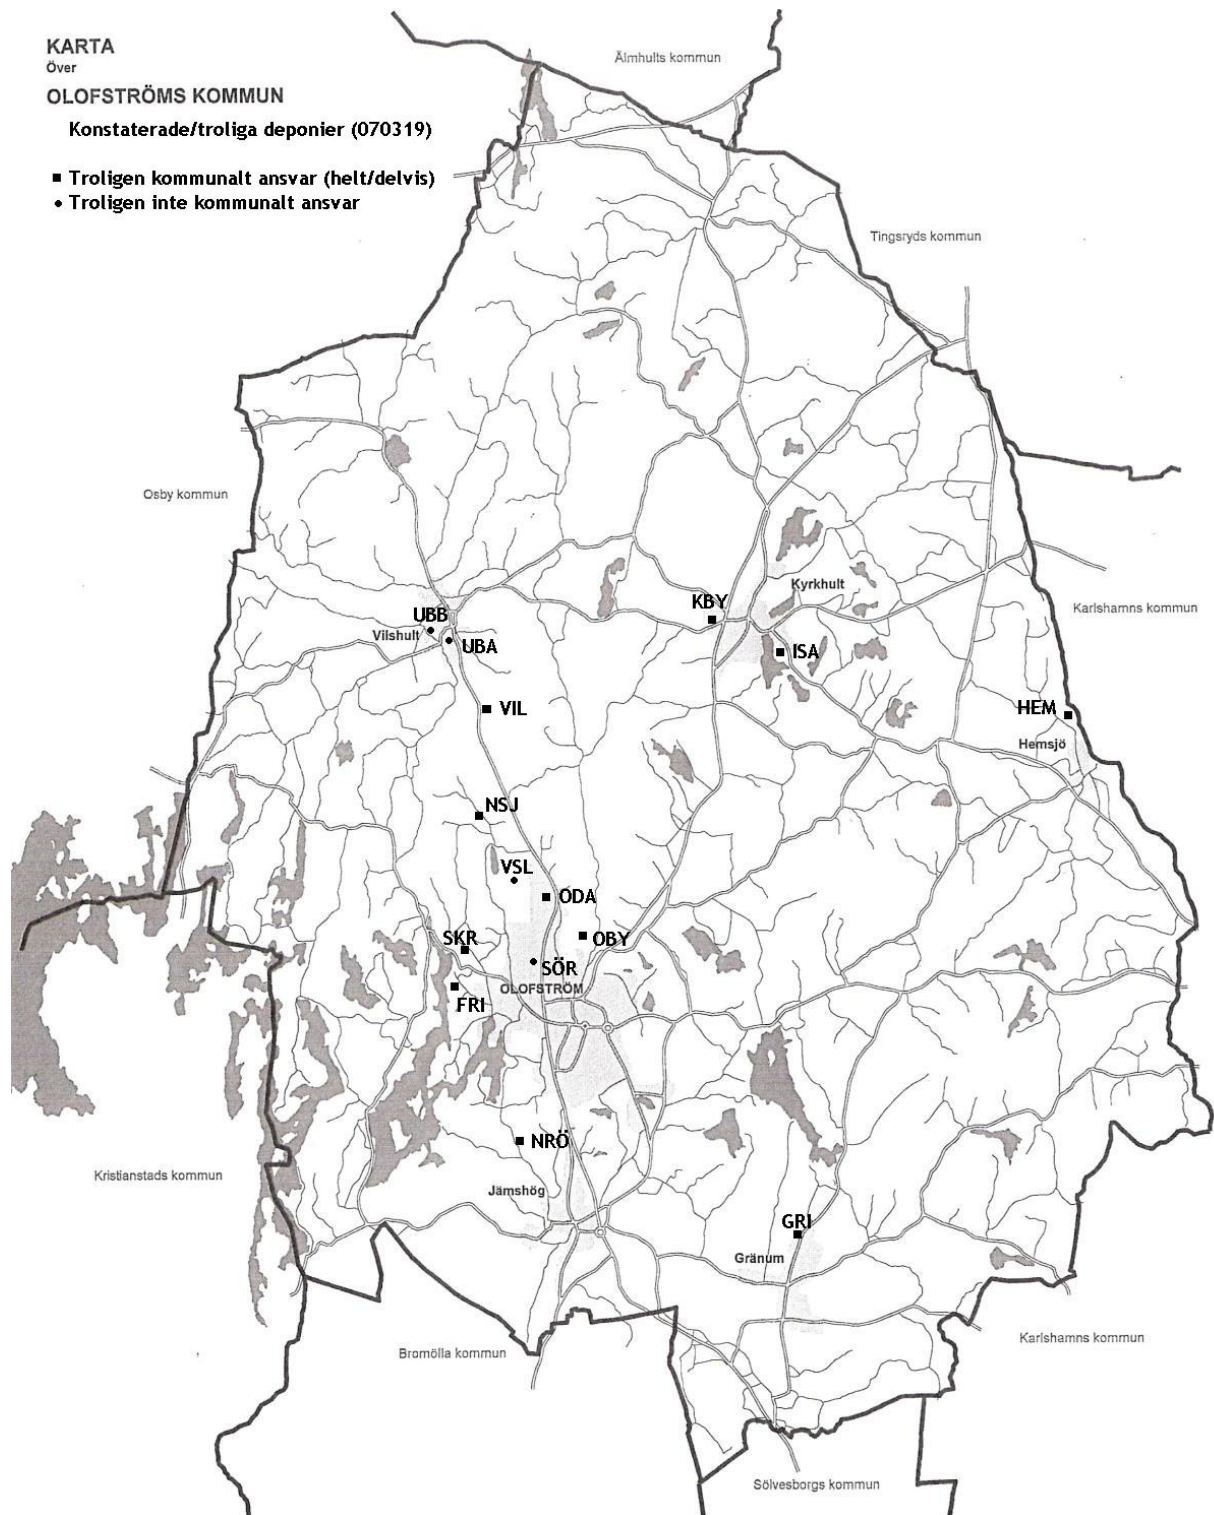 KARTA
Över
OLOFSTRÖMS KOMMUN
Konstaterade/troliga deponier (070319)
Troligen kommunalt ansvar (helt/delvis)
Troligen inte kommunalt ansvar
Älmhults kommun
Tingsryds kommun
Osby kommun
Kyrkhult
KBY
Karlshamns kommun
UBB
Vilshult
UBA
ISA
VIL
HEM
Hemsjö
NSJ
VSL
ODA
SKR
OBY
SÖR
OLOFSTRÖM
FRI
NRÖ
Kristianstads kommun
Jämshög
GRI
Gränum
Karlshamns kommun
Bromölla kommun
Sölvesborgs kommun